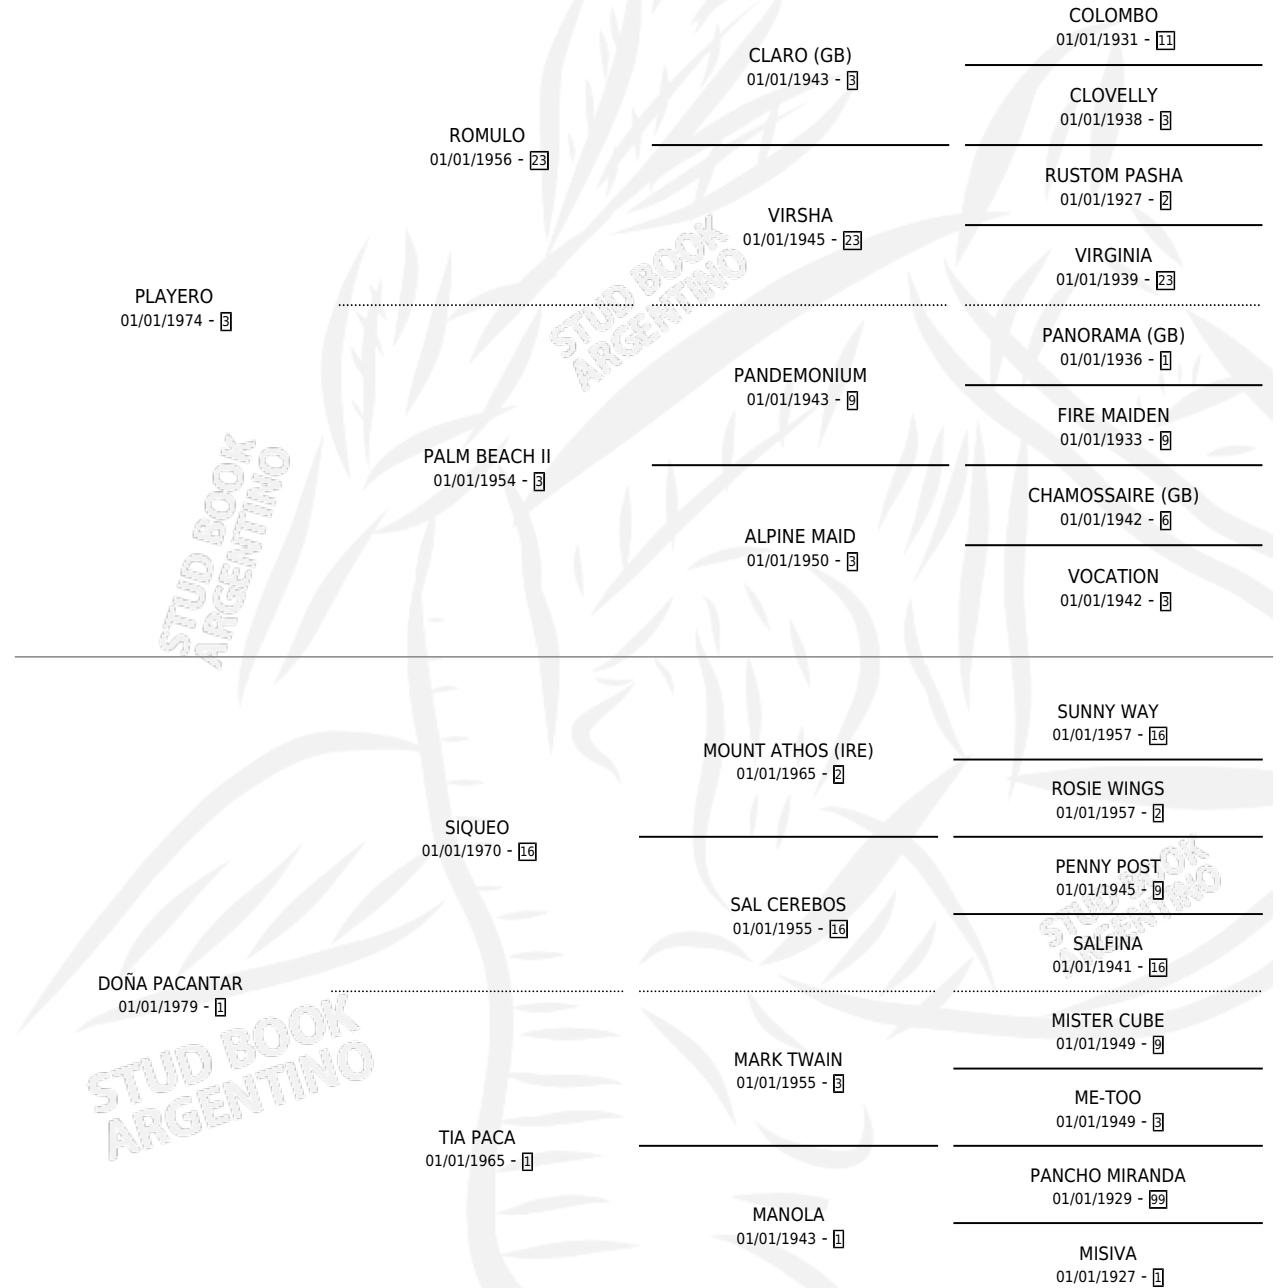 COLOMBO
01/01/1931 - 11
CLARO (GB)
01/01/1943 - 3
CLOVELLY
01/01/1938 - 3
ROMULO
01/01/1956 - 23
RUSTOM PASHA
01/01/1927 - 2
VIRSHA
01/01/1945 - 23
VIRGINIA
01/01/1939 - 23
PLAYERO
01/01/1974 - 3
PANORAMA (GB)
01/01/1936 - 1
PANDEMONIUM
01/01/1943 - 9
FIRE MAIDEN
01/01/1933 - 9
PALM BEACH II
01/01/1954 - 3
CHAMOSSAIRE (GB)
01/01/1942 - 6
ALPINE MAID
01/01/1950 - 3
VOCATION
01/01/1942 - 3
SUNNY WAY
01/01/1957 - 16
MOUNT ATHOS (IRE)
01/01/1965 - 2
ROSIE WINGS
01/01/1957 - 2
SIQUEO
01/01/1970 - 16
PENNY POST
01/01/1945 - 9
SAL CEREBOS
01/01/1955 - 16
SALFINA
01/01/1941 - 16
DOÑA PACANTAR
01/01/1979 - 1
MISTER CUBE
01/01/1949 - 9
MARK TWAIN
01/01/1955 - 3
ME-TOO
01/01/1949 - 3
TIA PACA
01/01/1965 - 1
PANCHO MIRANDA
01/01/1929 - 99
MANOLA
01/01/1943 - 1
MISIVA
01/01/1927 - 1
STUD BOOK
ARGENTINO
STUD BOOK
ARGENTINO
STUD BOOK
ARGENTINO
STUD BOOK
ARGENTINO